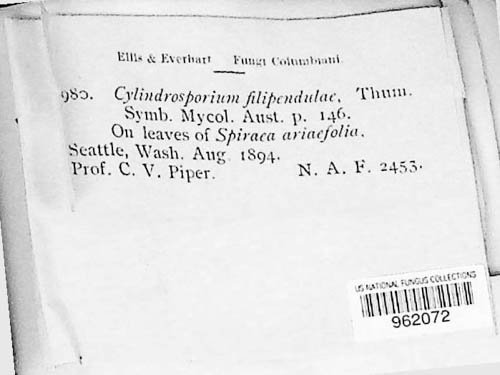 Ellis & Everhart Fungi Columbiani.
980. Cylindrosporium filipendulae, Thum.
Symb. Mycol. Aust. p. 146.
On leaves of Spiraea ariaefolia.
Seattle, Wash. Aug. 1894.
Prof. C. V. Piper. N. A. F. 2453.
US NATIONAL FUNGUS COLLECTIONS
962072